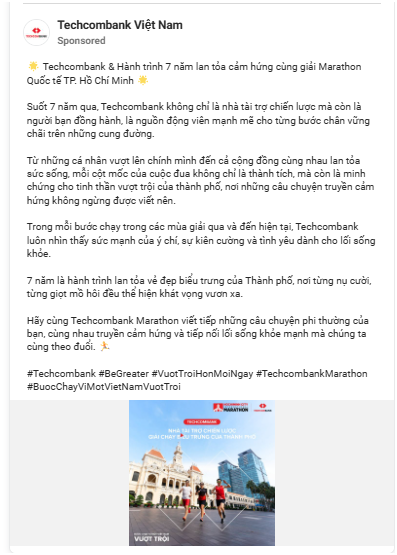 Techcombank Việt Nam
Sponsored
🌟 Techcombank & Hành trình 7 năm lan tỏa cảm hứng cùng giải Marathon
Quốc tế TP. Hồ Chí Minh 🌟
Suốt 7 năm qua, Techcombank không chỉ là nhà tài trợ chiến lược mà còn là
người bạn đồng hành, là nguồn động viên mạnh mẽ cho từng bước chân vững
chãi trên những cung đường.
Từ những cá nhân vượt lên chính mình đến cả cộng đồng cùng nhau lan tỏa
sức sống, mỗi cột mốc của cuộc đua không chỉ là thành tích, mà còn là minh
chứng cho tinh thần vượt trội của thành phố, nơi những câu chuyện truyền cảm
hứng không ngừng được viết nên.
Trong mỗi bước chạy trong các mùa giải qua và đến hiện tại, Techcombank
luôn nhìn thấy sức mạnh của ý chí, sự kiên cường và tình yêu dành cho lối sống
khỏe.
7 năm là hành trình lan tỏa vẻ đẹp biểu trưng của Thành phố, nơi từng nụ cười,
từng giọt mồ hôi đều thể hiện khát vọng vươn xa.
Hãy cùng Techcombank Marathon viết tiếp những câu chuyện phi thường của
bạn, cùng nhau truyền cảm hứng và tiếp nối lối sống khỏe mạnh mà chúng ta
cùng theo đuổi. 🏃
#Techcombank #BeGreater #VuotTroiHonMoiNgay #TechcombankMarathon
#BuocChayViMotVietNamVuotTroi
MARATHON
TECHCOMBANK
NHÀ TÀI TRỢ CHIẾN LƯỢC
GIẢI CHẠY BIỂU TRƯNG CỦA THÀNH PHỐ
VƯỢT TRỘI